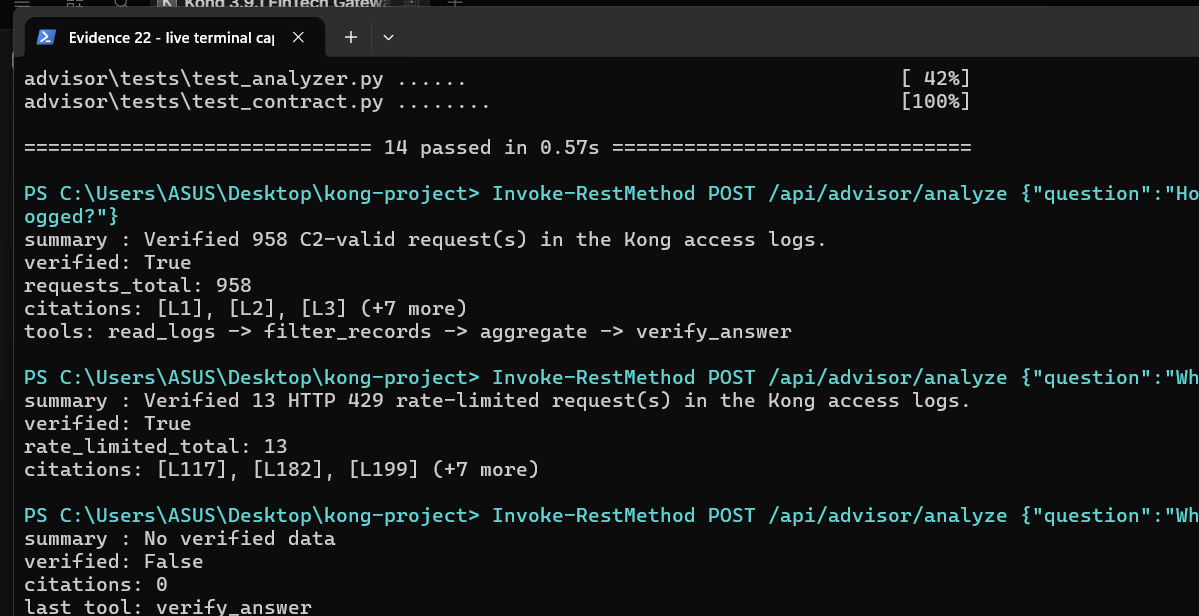 Kong 3.9.1 FinTech Gatewa
Evidence 22 - live terminal cap
advisor\tests\test_analyzer.py ...... [ 42%]
advisor\tests\test_contract.py ........ [100%]
============================= 14 passed in 0.57s ==============================
PS C:\Users\ASUS\Desktop\kong-project> Invoke-RestMethod POST /api/advisor/analyze {"question":"Ho
ogged?"}
summary : Verified 958 C2-valid request(s) in the Kong access logs.
verified: True
requests_total: 958
citations: [L1], [L2], [L3] (+7 more)
tools: read_logs -> filter_records -> aggregate -> verify_answer
PS C:\Users\ASUS\Desktop\kong-project> Invoke-RestMethod POST /api/advisor/analyze {"question":"Wh
summary : Verified 13 HTTP 429 rate-limited request(s) in the Kong access logs.
verified: True
rate_limited_total: 13
citations: [L117], [L182], [L199] (+7 more)
PS C:\Users\ASUS\Desktop\kong-project> Invoke-RestMethod POST /api/advisor/analyze {"question":"Wh
summary : No verified data
verified: False
citations: 0
last tool: verify_answer